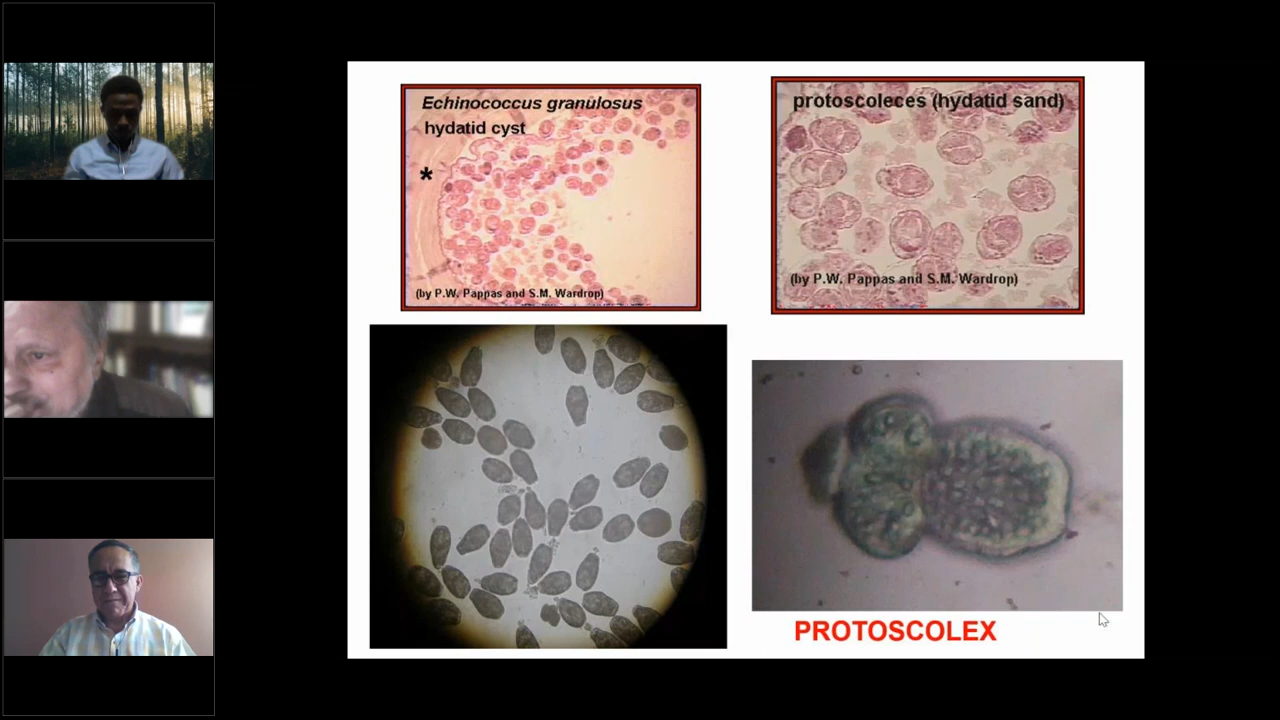 Echinococcus granulosus
hydatid cyst
*
(by P.W. Pappas and S.M. Wardrop)
protoscoleces (hydatid sand)
(by P.W. Pappas and S.M. Wardrop)
PROTOSCOLEX